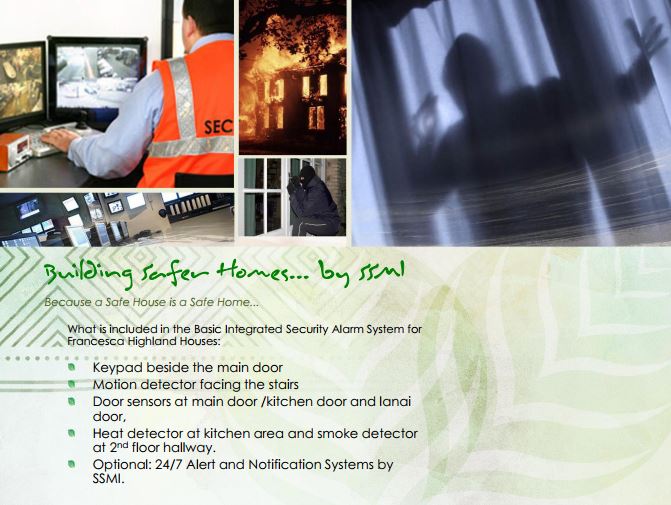 SEC
Building Safer Homes... by SSMI
Because a Safe House is a Safe Home...
What is included in the Basic Integrated Security Alarm System for
Francesca Highland Houses:
Keypad beside the main door
Motion detector facing the stairs
Door sensors at main door /kitchen door and lanai
door,
Heat detector at kitchen area and smoke detector
at 2nd floor hallway.
Optional: 24/7 Alert and Notification Systems by
SSMI.